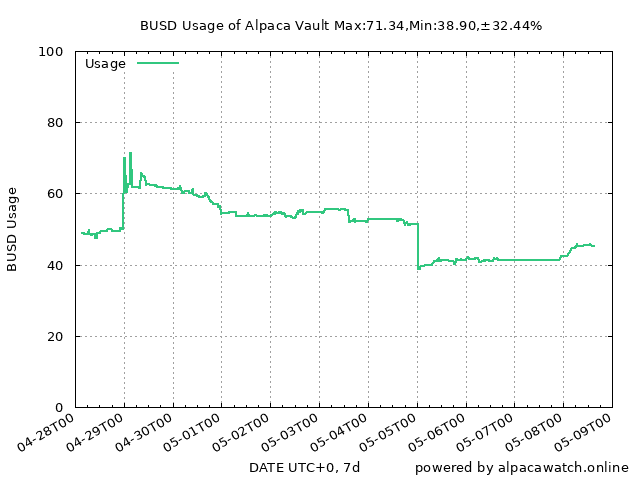 BUSD Usage of Alpaca Vault Max:71.34,Min:38.90,±32.44%
100
Usage
80
60
BUSD Usage
40
20
0
04-28T00
04-29T00
04-30T00
05-01T00
05-02T00
05-03T00
05-04T00
05-05T00
05-06T00
05-07T00
05-08T00
05-09T00
DATE UTC+0, 7d
powered by alpacawatch.online